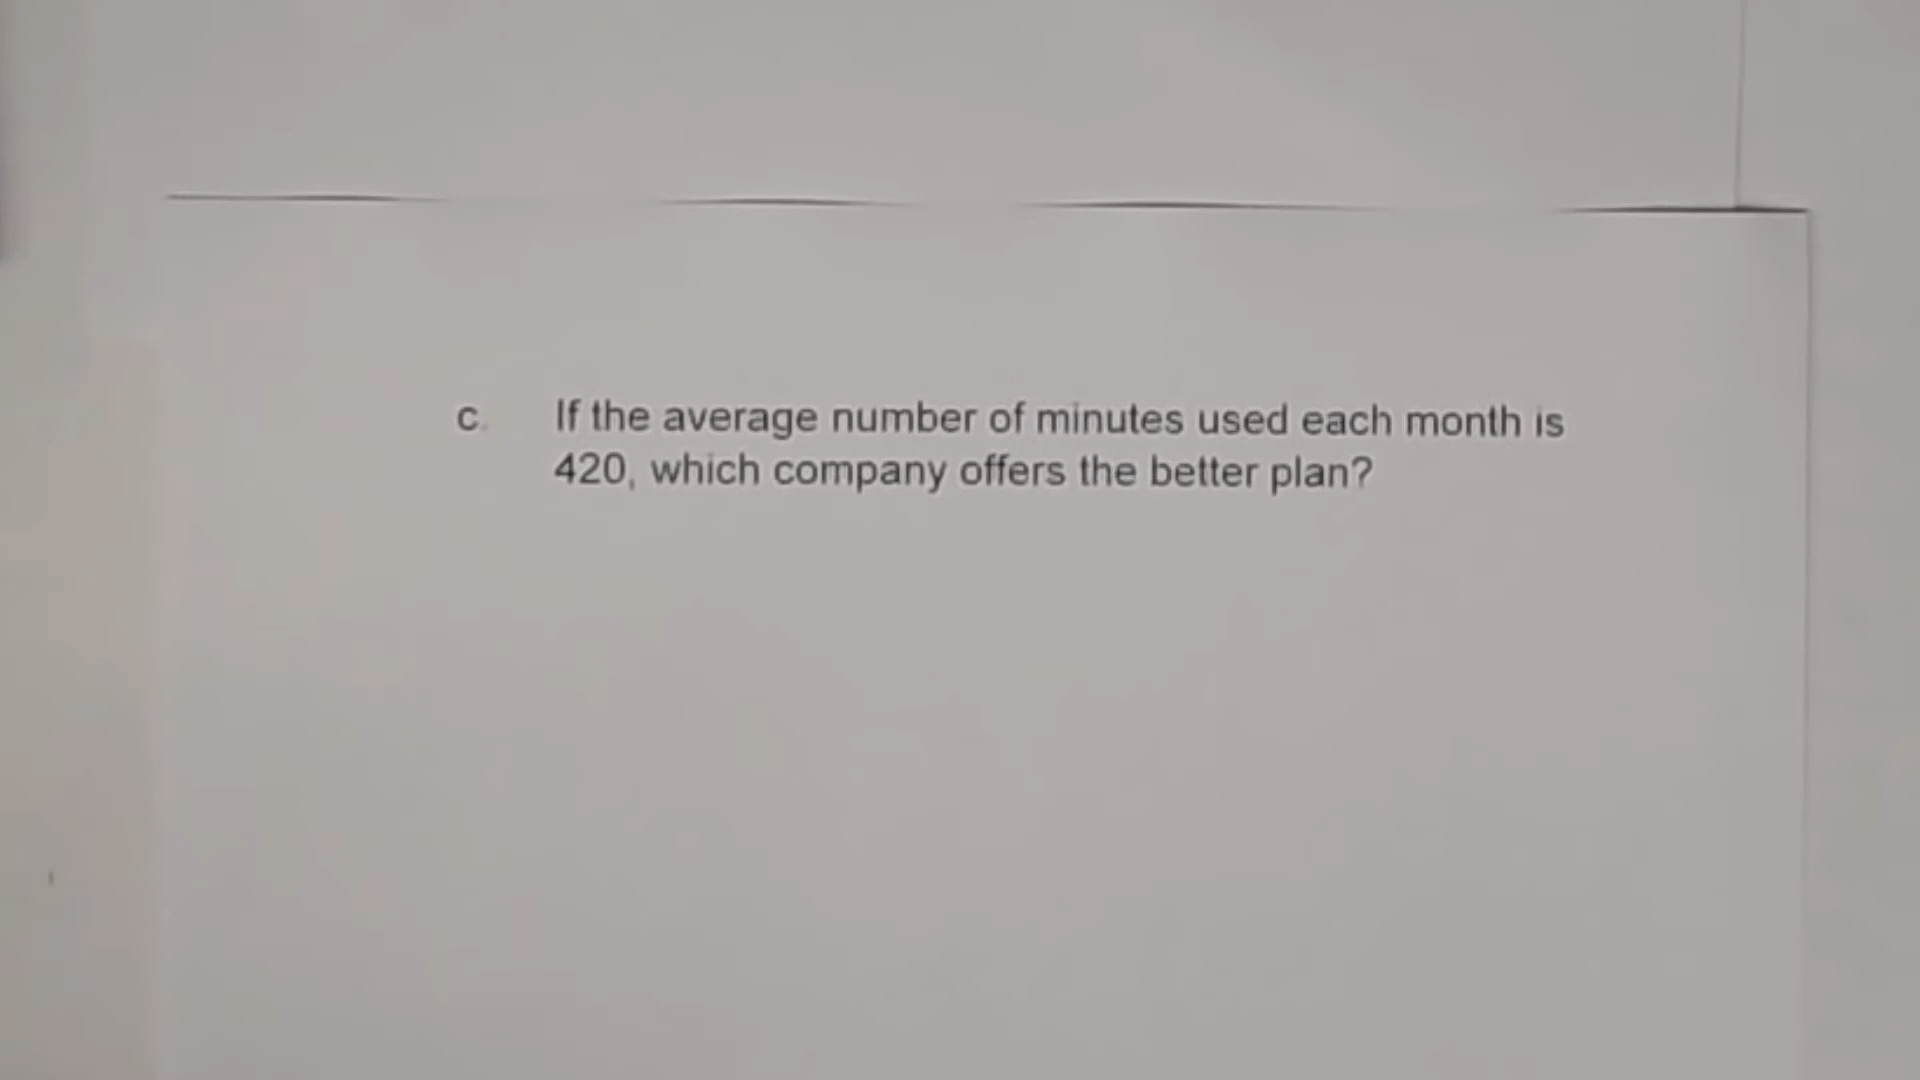 c. If the average number of minutes used each month is
420, which company offers the better plan?